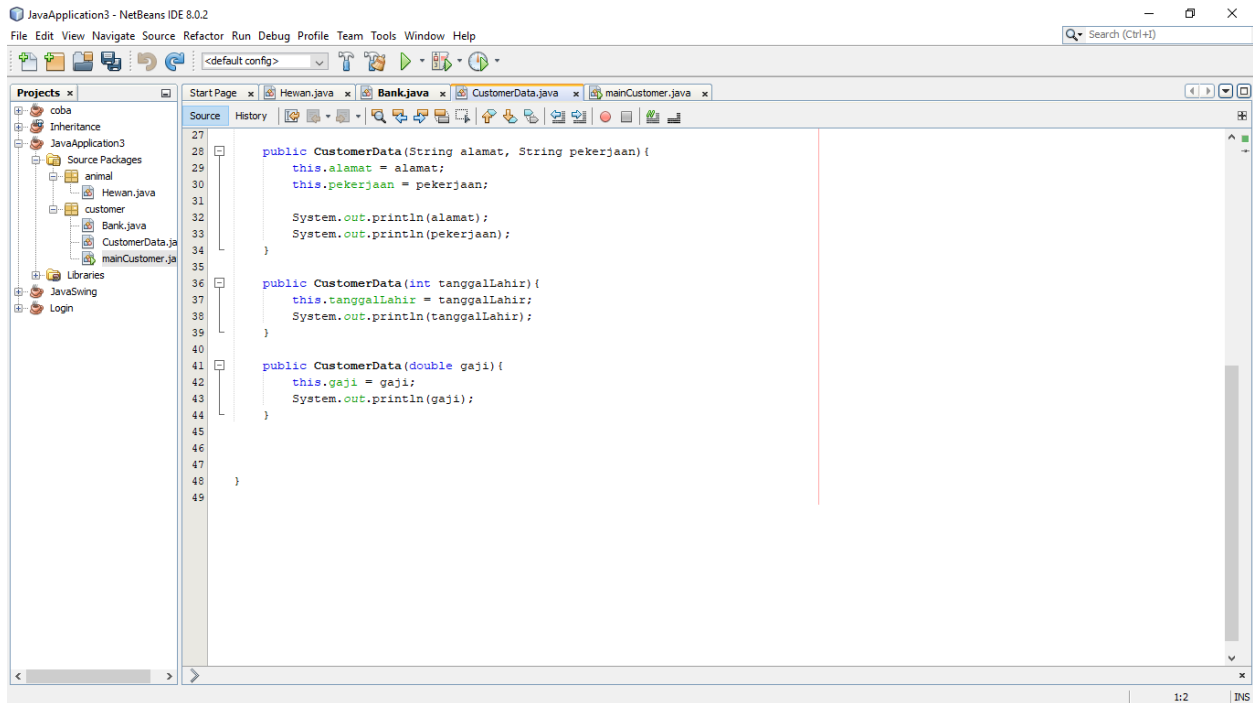 JavaApplication3 - NetBeans IDE 8.0.2
File Edit View Navigate Source Refactor Run Debug Profile Team Tools Window Help
Search (Ctrl+I)
<default config>
Projects
coba
Inheritance
JavaApplication3
Source Packages
animal
Hewan.java
customer
Bank.java
CustomerData.ja
mainCustomer.ja
Libraries
JavaSwing
Login
Start Page Hewan.java Bank.java CustomerData.java mainCustomer.java
Source History
27
28 public CustomerData(String alamat, String pekerjaan){
29 this.alamat = alamat;
30 this.pekerjaan = pekerjaan;
31
32 System.out.println(alamat);
33 System.out.println(pekerjaan);
34 }
35
36 public CustomerData(int tanggalLahir){
37 this.tanggalLahir = tanggalLahir;
38 System.out.println(tanggalLahir);
39 }
40
41 public CustomerData(double gaji){
42 this.gaji = gaji;
43 System.out.println(gaji);
44 }
45
46
47
48 }
49
1:2 INS